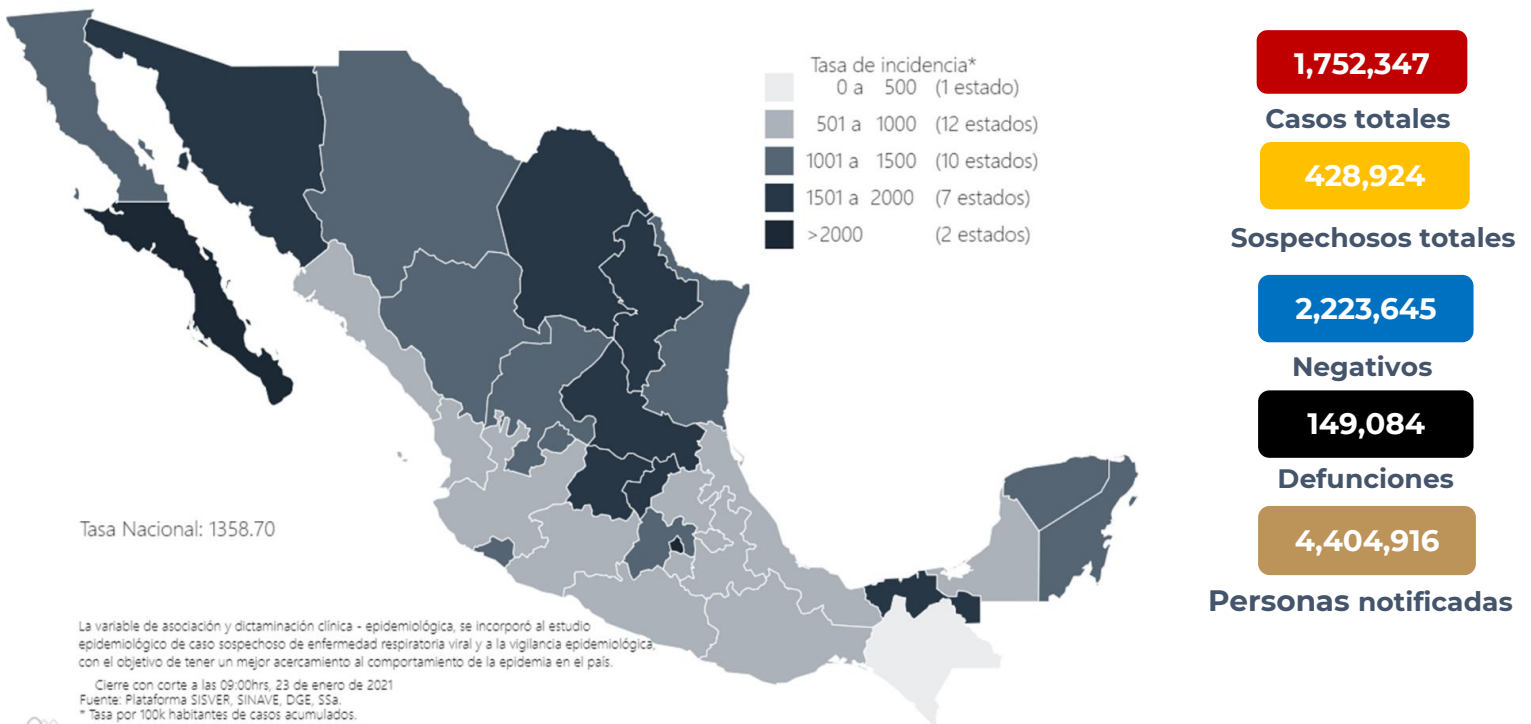 Tasa de incidencia*
0 a 500 (1 estado)
501 a 1000 (12 estados)
1001 a 1500 (10 estados)
1501 a 2000 (7 estados)
>2000 (2 estados)
1,752,347
Casos totales
428,924
Sospechosos totales
2,223,645
Negativos
149,084
Defunciones
4,404,916
Personas notificadas
Tasa Nacional: 1358.70
La variable de asociación y dictaminación clínica - epidemiológica, se incorporó al estudio
epidemiológico de caso sospechoso de enfermedad respiratoria viral y a la vigilancia epidemiológica,
con el objetivo de tener un mejor acercamiento al comportamiento de la epidemia en el país.
Cierre con corte a las 09:00hrs, 23 de enero de 2021
Fuente: Plataforma SISVER, SINAVE, DGE, SSa.
* Tasa por 100k habitantes de casos acumulados.